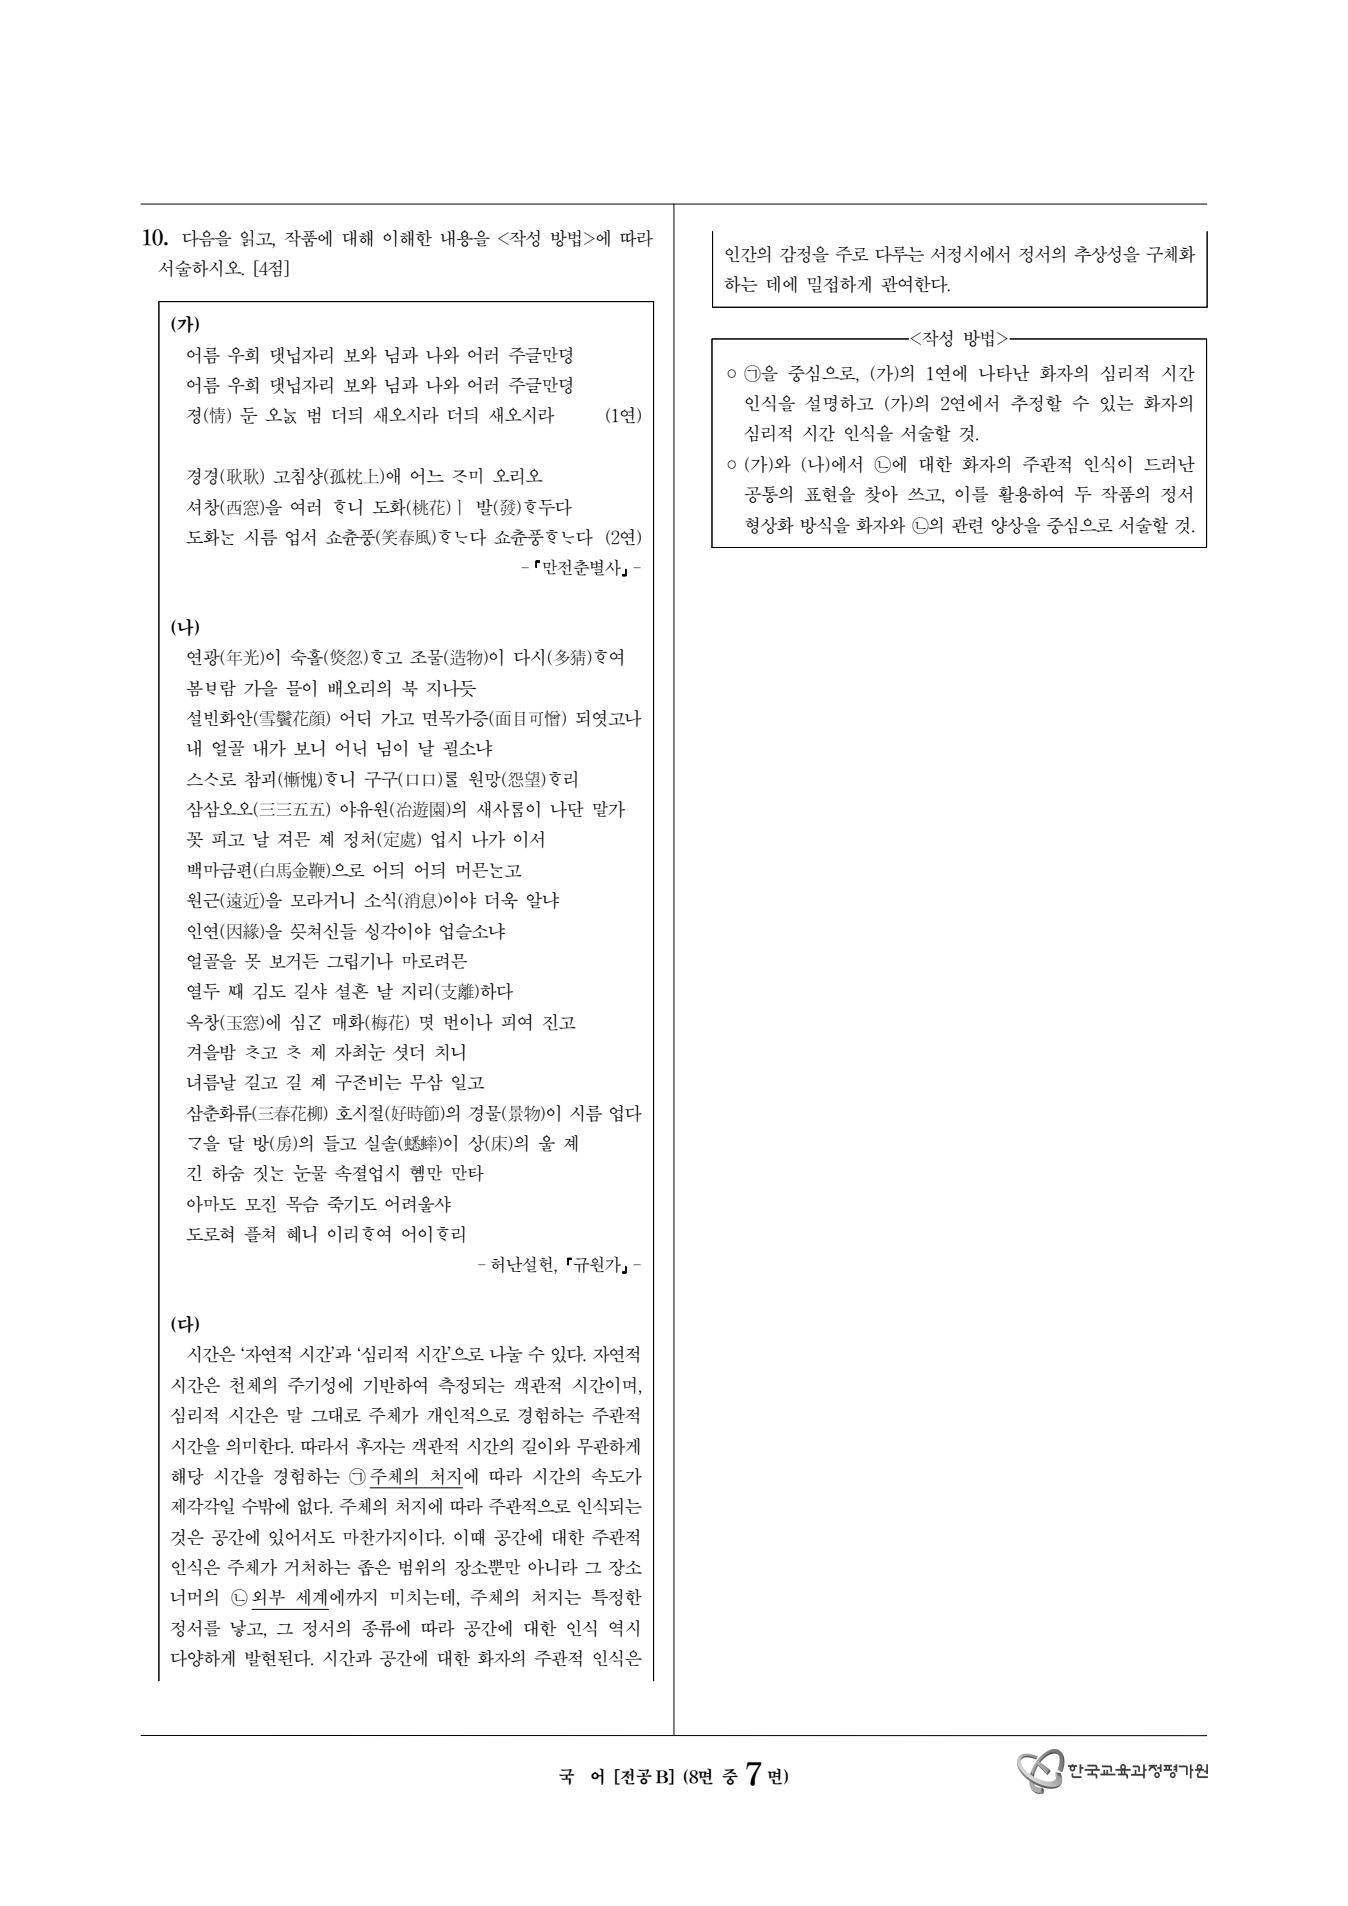 10. 다음을 읽고, 작품에 대해 이해한 내용을 <작성 방법>에 따라
서술하시오. [4점]
(가)
어름 우희 댓닙자리 보와 님과 나와 어러 주글만뎡
어름 우희 댓닙자리 보와 님과 나와 어러 주글만뎡
졍(情) 둔 오ᄂᆞᆳ 범 더듸 새오시라 더듸 새오시라 (1연)
경경(耿耿) 고침샹(孤枕上)애 어느 ᄌᆞ미 오리오
셔창(西窓)을 여러 ᄒᆞ니 도화(桃花)ㅣ 발(發)ᄒᆞ두다
도화ᄂᆞᆫ 시름 업서 쇼츈풍(笑春風)ᄒᆞᄂᆞ다 쇼츈풍ᄒᆞᄂᆞ다 (2연)
-『만전춘별사』-
(나)
연광(年光)이 숙홀(倏忽)ᄒᆞ고 조물(造物)이 다시(多猜)ᄒᆞ여
봄ᄇᆞ람 가을 믈이 배오리의 북 지나듯
설빈화안(雪鬢花顔) 어ᄃᆡ 가고 면목가증(面目可憎) 되엿고나
내 얼골 내가 보니 어ᄂᆡ 님이 날 괼소냐
스ᄉᆞ로 참괴(慚愧)ᄒᆞ니 구구(口口)롤 원망(怨望)ᄒᆞ리
삼삼오오(三三五五) 야유원(冶遊園)의 새사ᄅᆞᆷ이 나단 말가
꼿 피고 날 져믄 졔 정처(定處) 업시 나가 이서
백마금편(白馬金鞭)으로 어듸 어듸 머믄ᄂᆞᆫ고
원근(遠近)을 모라거니 소식(消息)이야 더욱 알냐
인연(因緣)을 ᄭᅳᆺ쳐신들 ᄉᆡᆼ각이야 업슬소냐
얼골을 못 보거든 그립기나 마로려믄
열두 ᄯᅢ 김도 길샤 셜흔 날 지리(支離)하다
옥창(玉窓)에 심ᄀᆞᆫ 매화(梅花) 몃 번이나 피여 진고
겨을밤 ᄎᆞ고 ᄎᆞᆫ 제 자최눈 셧더 치니
녀름날 길고 길 졔 구ᄌᆞᆫ비는 무삼 일고
삼춘화류(三春花柳) 호시절(好時節)의 경물(景物)이 시름 업다
ᄀᆞ을 달 방(房)의 들고 실솔(蟋蟀)이 상(床)의 울 졔
긴 하숨 짓ᄂᆞᆫ 눈물 속졀업시 혬만 만타
아마도 모진 목슴 죽기도 어려울샤
도로혀 플쳐 혜니 이리ᄒᆞ여 어이ᄒᆞ리
- 허난설헌,『규원가』-
(다)
시간은 ‘자연적 시간’과 ‘심리적 시간’으로 나눌 수 있다. 자연적
시간은 천체의 주기성에 기반하여 측정되는 객관적 시간이며,
심리적 시간은 말 그대로 주체가 개인적으로 경험하는 주관적
시간을 의미한다. 따라서 후자는 객관적 시간의 길이와 무관하게
해당 시간을 경험하는 ㉠주체의 처지에 따라 시간의 속도가
제각각일 수밖에 없다. 주체의 처지에 따라 주관적으로 인식되는
것은 공간에 있어서도 마찬가지이다. 이때 공간에 대한 주관적
인식은 주체가 거처하는 좁은 범위의 장소뿐만 아니라 그 장소
너머의 ㉡외부 세계에까지 미치는데, 주체의 처지는 특정한
정서를 낳고, 그 정서의 종류에 따라 공간에 대한 인식 역시
다양하게 발현된다. 시간과 공간에 대한 화자의 주관적 인식은
인간의 감정을 주로 다루는 서정시에서 정서의 추상성을 구체화
하는 데에 밀접하게 관여한다.
<작성 방법>
○ ㉠을 중심으로, (가)의 1연에 나타난 화자의 심리적 시간
인식을 설명하고 (가)의 2연에서 추정할 수 있는 화자의
심리적 시간 인식을 서술할 것.
○ (가)와 (나)에서 ㉡에 대한 화자의 주관적 인식이 드러난
공통의 표현을 찾아 쓰고, 이를 활용하여 두 작품의 정서
형상화 방식을 화자와 ㉡의 관련 양상을 중심으로 서술할 것.
국 어 [전공 B] (8면 중 7 면)
한국교육과정평가원